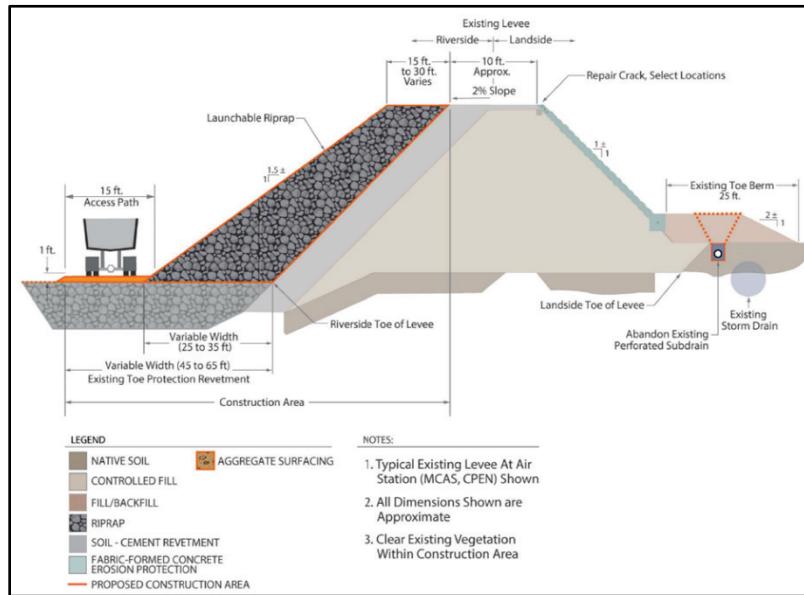 Existing Levee
Riverside
Landside
15 ft.
to 30 ft.
Varies
10 ft.
Approx.
2% Slope
Repair Crack, Select Locations
Launchable Riprap
1.5 ±
1
1 ±
1
15 ft.
Access Path
Existing Toe Berm
25 ft.
2 ±
1
1 ft.
Riverside Toe of Levee
Landside Toe of Levee
Existing
Storm Drain
Abandon Existing
Perforated Subdrain
Variable Width
(25 to 35 ft)
Variable Width (45 to 65 ft)
Existing Toe Protection Revetment
Construction Area
LEGEND
NATIVE SOIL
AGGREGATE SURFACING
CONTROLLED FILL
FILL/BACKFILL
RIPRAP
SOIL - CEMENT REVETMENT
FABRIC-FORMED CONCRETE
EROSION PROTECTION
PROPOSED CONSTRUCTION AREA
NOTES:
1. Typical Existing Levee At Air
Station (MCAS, CPEN) Shown
2. All Dimensions Shown are
Approximate
3. Clear Existing Vegetation
Within Construction Area